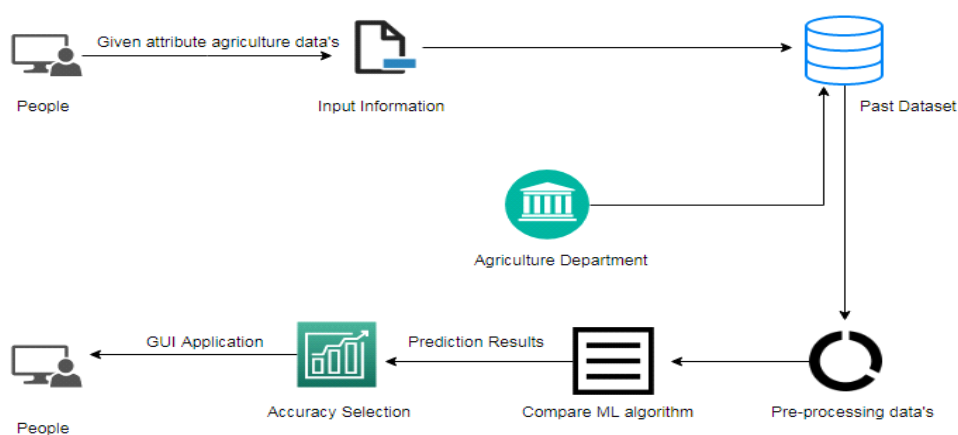 Given attribute agriculture data's
People
Input Information
Past Dataset
Agriculture Department
GUI Application
Prediction Results
People
Accuracy Selection
Compare ML algorithm
Pre-processing data's